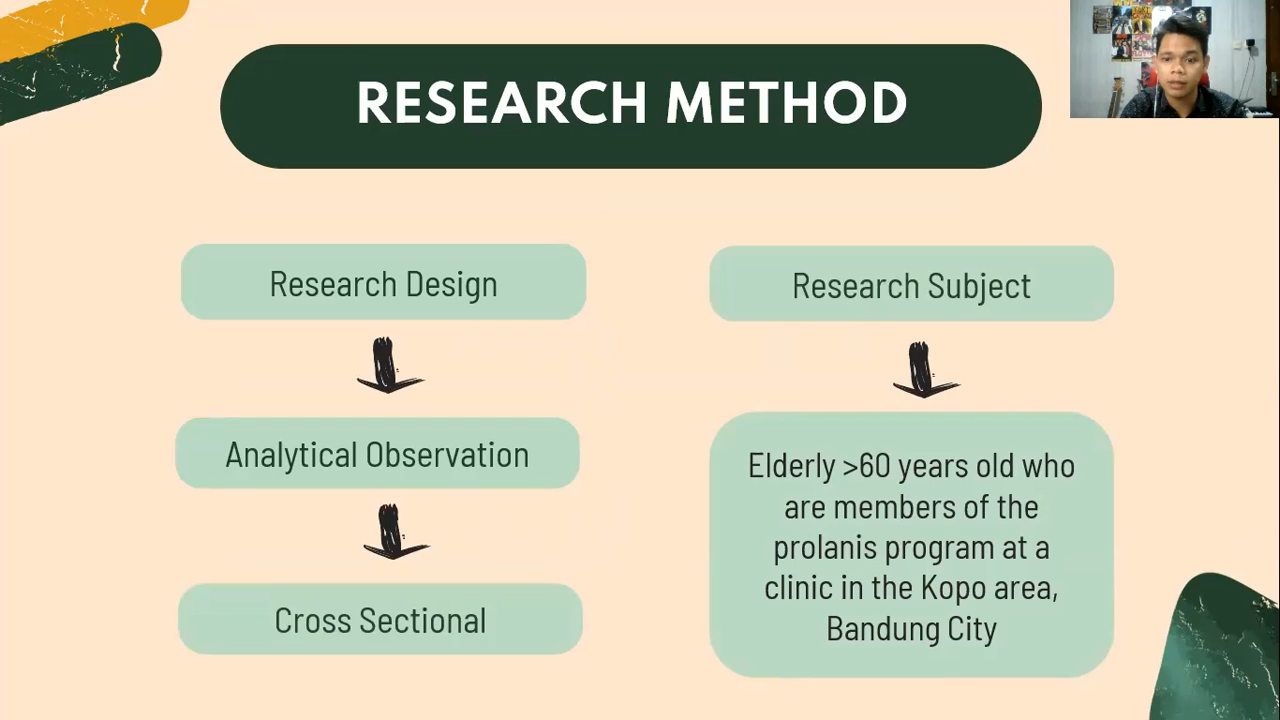 RESEARCH METHOD
Research Design
Analytical Observation
Cross Sectional
Research Subject
Elderly >60 years old who
are members of the
prolanis program at a
clinic in the Kopo area,
Bandung City